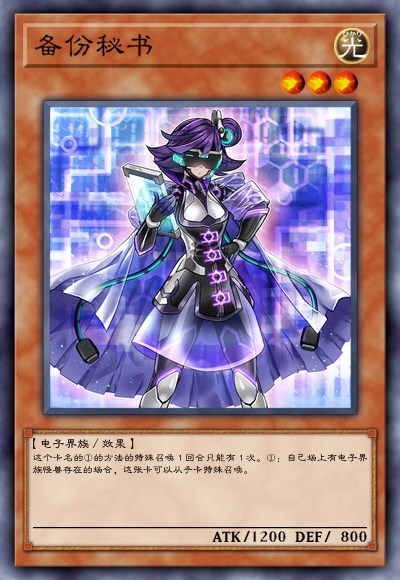 备份秘书
光
【电子界族／效果】
这个卡名的①的方法的特殊召唤1回合只能有1次。①：自己场上有电子界
族怪兽存在的场合，这张卡可以从手卡特殊召唤。
ATK/1200 DEF/ 800